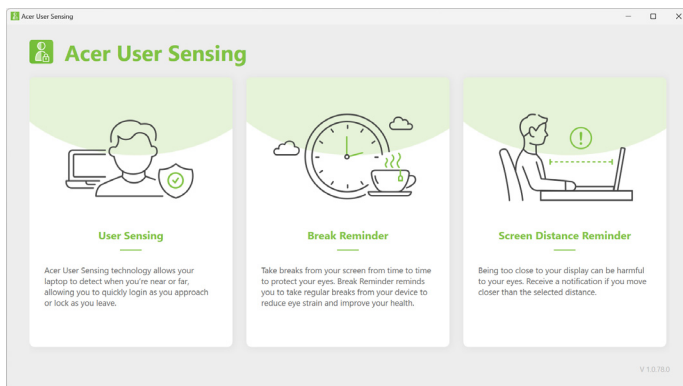 Acer User Sensing
Acer User Sensing
User Sensing
Acer User Sensing technology allows your
laptop to detect when you're near or far,
allowing you to quickly login as you approach
or lock as you leave.
Break Reminder
Take breaks from your screen from time to time
to protect your eyes. Break Reminder reminds
you to take regular breaks from your device to
reduce eye strain and improve your health.
Screen Distance Reminder
Being too close to your display can be harmful
to your eyes. Receive a notification if you move
closer than the selected distance.
V 1.0.78.0